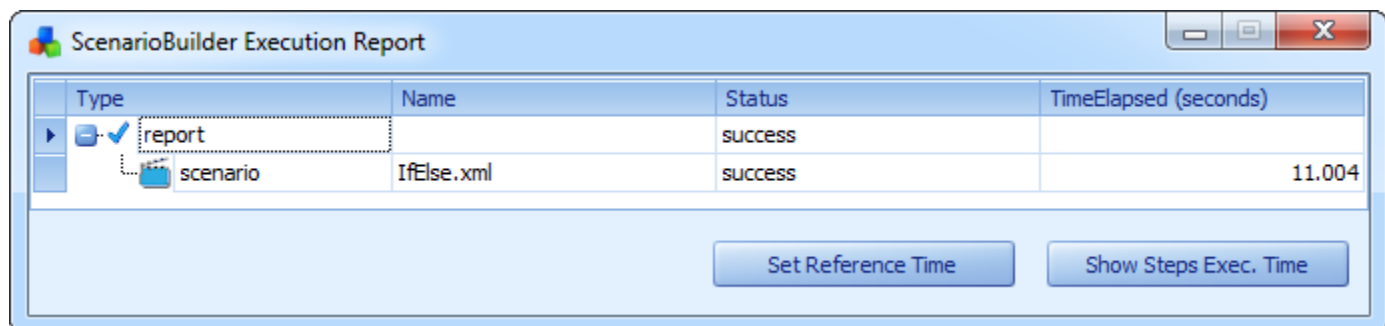 ScenarioBuilder Execution Report
Type Name Status TimeElapsed (seconds)
report success
scenario IfElse.xml success 11.004
Set Reference Time Show Steps Exec. Time